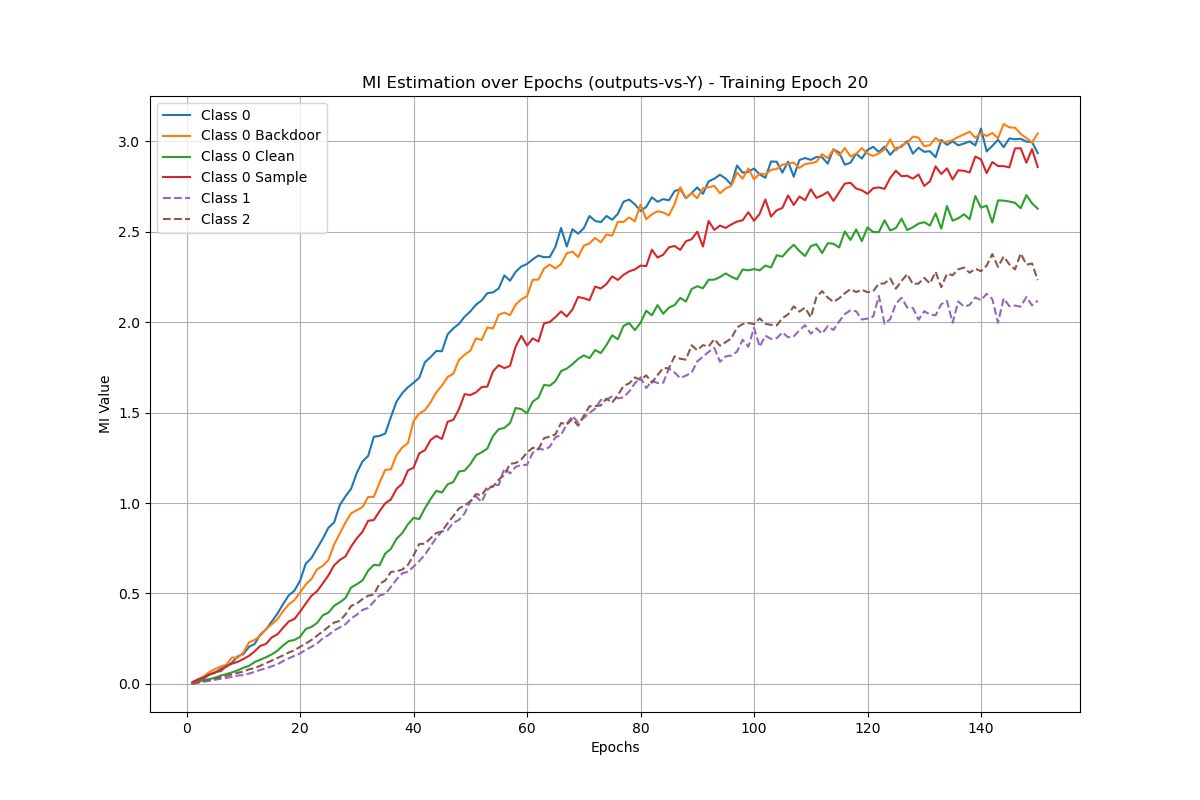 MI Estimation over Epochs (outputs-vs-Y) - Training Epoch 20
Class 0
Class 0 Backdoor
Class 0 Clean
Class 0 Sample
Class 1
Class 2
MI Value
3.0
2.5
2.0
1.5
1.0
0.5
0.0
0 20 40 60 80 100 120 140
Epochs